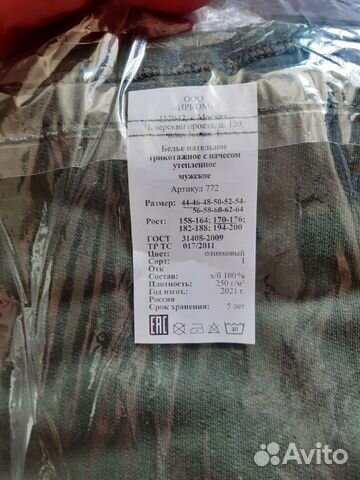 ООО
117042, г. Москва,
Чечерский проезд, д. 120,
Белье нательное
трикотажное с начесом
утепленное
мужское
Артикул 772
Размер: 44-46-48-50-52-54-
56-58-60-62-64
Рост: 158-164; 170-176;
182-188; 194-200
ГОСТ 31408-2009
ТР ТС 017/2011
Цвет: оливковый
Сорт: 1
Отк
Состав: х/б 100%
Плотность: 250 г/м²
Год изгот.: 2021 г.
Россия
Срок хранения: 5 лет
ЕАС 40
Avito